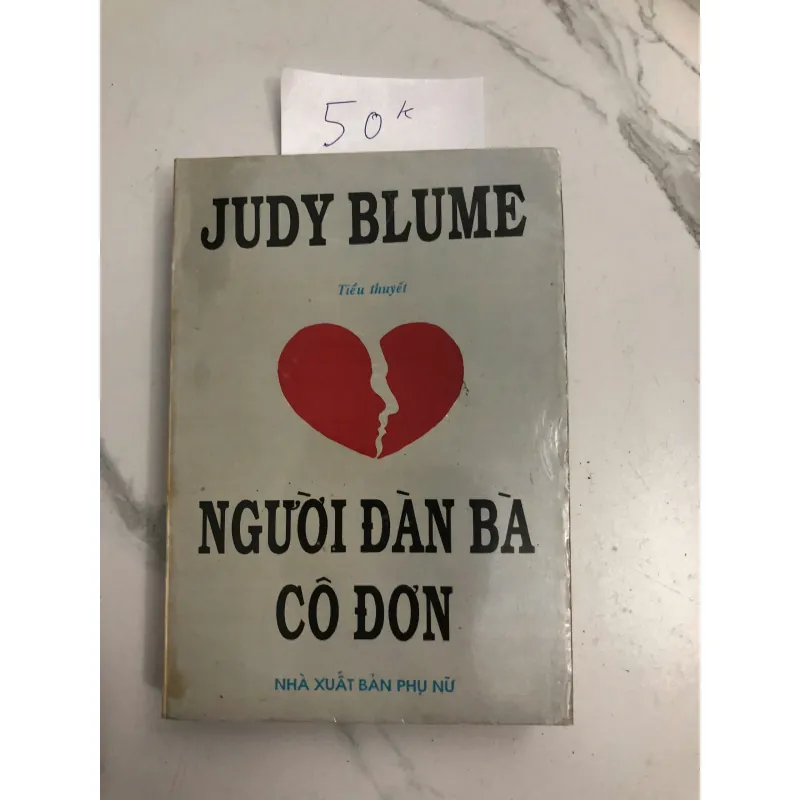 50k
JUDY BLUME
Tiểu thuyết
NGƯỜI ĐÀN BÀ
CÔ ĐƠN
NHÀ XUẤT BẢN PHỤ NỮ